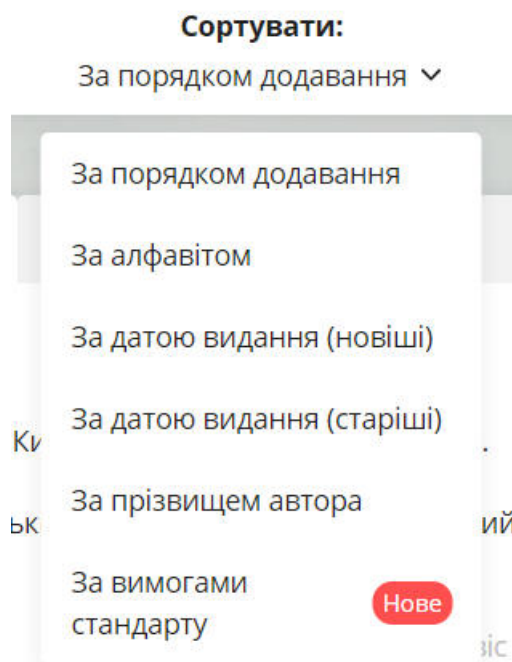 Сортувати:
За порядком додавання
За порядком додавання
За алфавітом
За датою видання (новіші)
За датою видання (старіші)
За прізвищем автора
За вимогами
стандарту
Нове